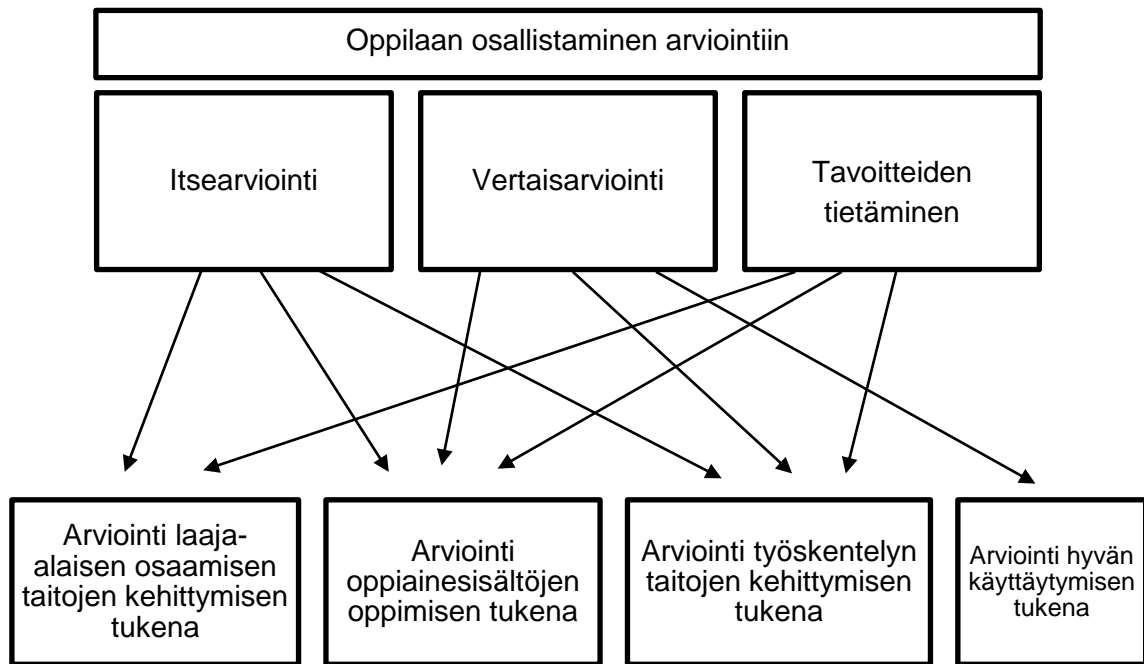 Oppilaan osallistaminen arviointiin
Itsearviointi
Vertaisarviointi
Tavoitteiden
tietäminen
Arviointi laaja-
alaisen osaamisen
taitojen kehittymisen
tukena
Arviointi
oppiainesisältöjen
oppimisen tukena
Arviointi työskentelyn
taitojen kehittymisen
tukena
Arviointi hyvän
käyttäytymisen
tukena